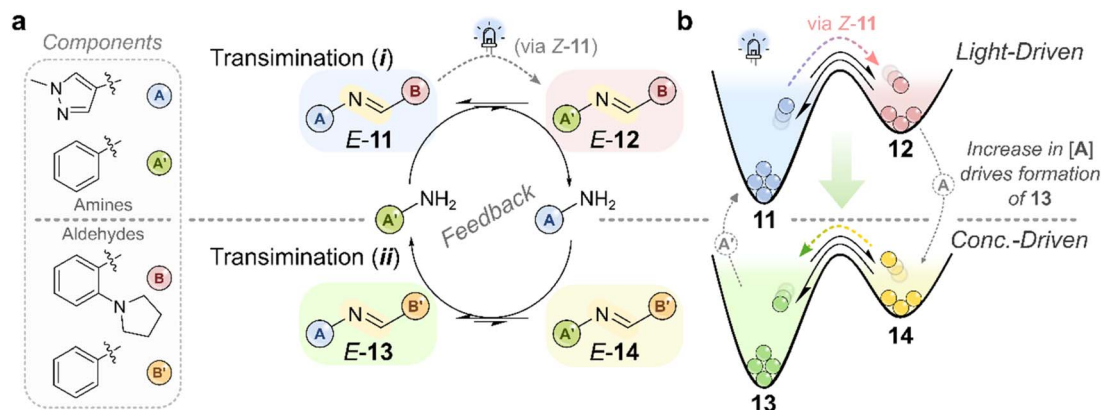 a
Components
N
N
A
A'
Amines
Aldehydes
B
N
B'
Transimination (i)
(via Z-11)
A N B
E-11
A' N B
E-12
A' NH2
Feedback
A NH2
Transimination (ii)
A N B'
E-13
A' N B'
E-14
b
via Z-11
Light-Driven
12
11
A
A'
Increase in [A]
drives formation
of 13
Conc.-Driven
14
13